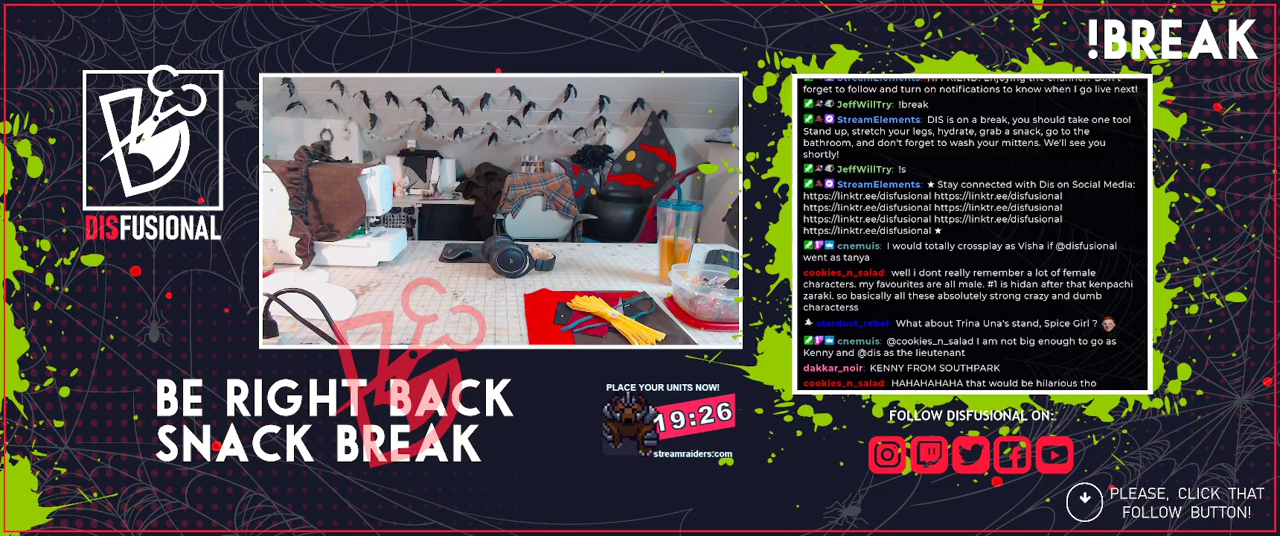 !BREAK
DISFUSIONAL
forget to follow and turn on notifications to know when I go live next!
JeffWillTry: !break
StreamElements: DIS is on a break, you should take one too!
Stand up, stretch your legs, hydrate, grab a snack, go to the
bathroom, and don't forget to wash your mittens. We'll see you
shortly!
JeffWillTry: !s
StreamElements: ★ Stay connected with Dis on Social Media:
https://linktr.ee/disfusional https://linktr.ee/disfusional
https://linktr.ee/disfusional https://linktr.ee/disfusional
https://linktr.ee/disfusional https://linktr.ee/disfusional
https://linktr.ee/disfusional ★
cnemuis: I would totally crossplay as Visha if @disfusional
went as tanya
cookies_n_salad: well i dont really remember a lot of female
characters. my favourites are all male. #1 is hidan after that kenpachi
zaraki. so basically all these absolutely strong crazy and dumb
characterss
stardust_rebel: What about Trina Una's stand, Spice Girl ?
cnemuis: @cookies_n_salad I am not big enough to go as
Kenny and @dis as the lieutenant
dakkar_noir: KENNY FROM SOUTHPARK
cookies_n_salad: HAHAHAHAHA that would be hilarious tho
BE RIGHT BACK
SNACK BREAK
PLACE YOUR UNITS NOW!
19:26
streamraiders.com
FOLLOW DISFUSIONAL ON:
PLEASE, CLICK THAT
FOLLOW BUTTON!